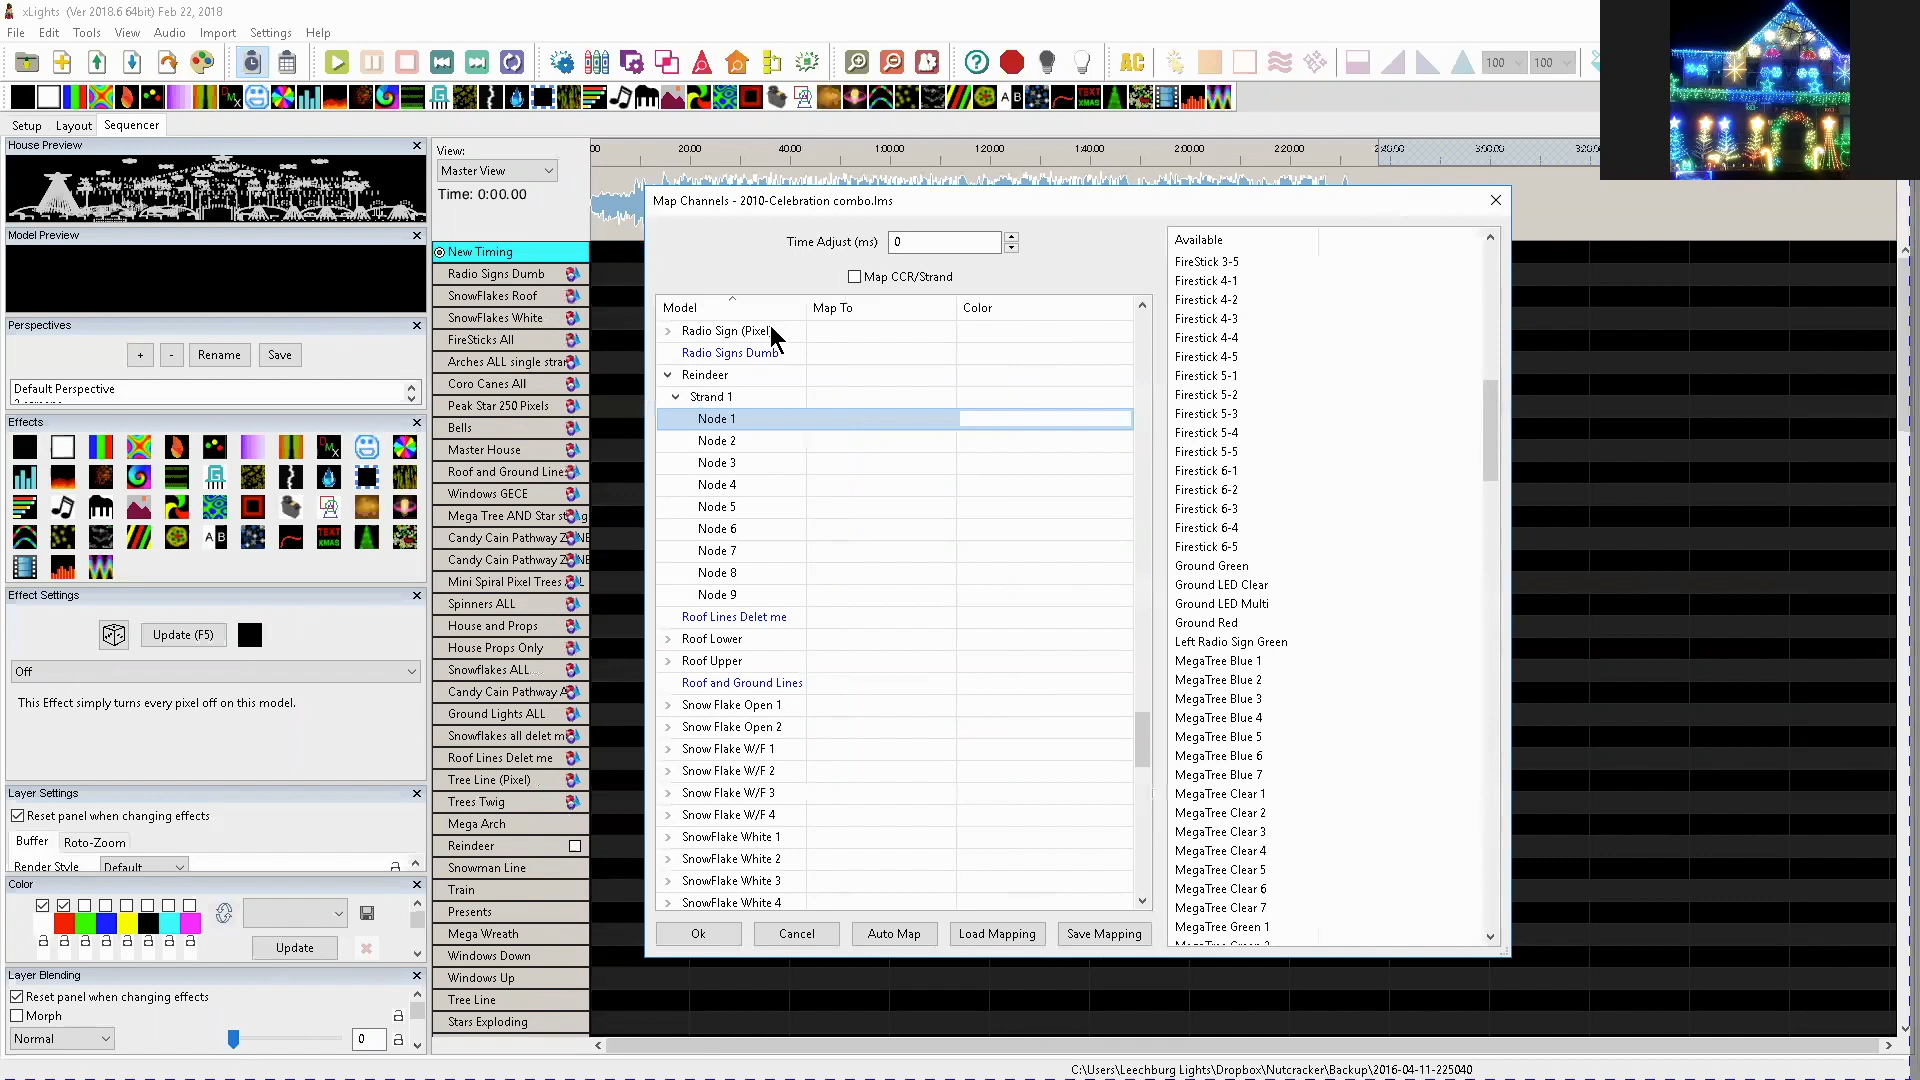 xLights (Ver 2018.6 64bit) Feb 22, 2018
File Edit Tools View Audio Import Settings Help
AC
100
100
Setup Layout Sequencer
House Preview
Model Preview
Perspectives
+ - Rename Save
Default Perspective
Effects
Effect Settings
Update (F5)
Off
This Effect simply turns every pixel off on this model.
Layer Settings
Reset panel when changing effects
Buffer Roto-Zoom
Render Style Default
Color
Update
Layer Blending
Reset panel when changing effects
Morph
Normal 0
View:
Master View
Time: 0:00.00
New Timing
Radio Signs Dumb
SnowFlakes Roof
SnowFlakes White
FireSticks All
Arches ALL single stran
Coro Canes All
Peak Star 250 Pixels
Bells
Master House
Roof and Ground Line
Windows GECE
Mega Tree AND Star st
Candy Cain Pathway Z
Candy Cain Pathway Z
Mini Spiral Pixel Trees
Spinners ALL
House and Props
House Props Only
Snowflakes ALL
Candy Cain Pathway A
Ground Lights ALL
Snowflakes all delet m
Roof Lines Delet me
Tree Line (Pixel)
Trees Twig
Mega Arch
Reindeer
Snowman Line
Train
Presents
Mega Wreath
Windows Down
Windows Up
Tree Line
Stars Exploding
Map Channels - 2010-Celebration combo.lms
Time Adjust (ms) 0
Map CCR/Strand
Model Map To Color
Radio Sign (Pixel
Radio Signs Dumb
Reindeer
Strand 1
Node 1
Node 2
Node 3
Node 4
Node 5
Node 6
Node 7
Node 8
Node 9
Roof Lines Delet me
Roof Lower
Roof Upper
Roof and Ground Lines
Snow Flake Open 1
Snow Flake Open 2
Snow Flake W/F 1
Snow Flake W/F 2
Snow Flake W/F 3
Snow Flake W/F 4
SnowFlake White 1
SnowFlake White 2
SnowFlake White 3
SnowFlake White 4
Ok Cancel Auto Map Load Mapping Save Mapping
Available
FireStick 3-5
Firestick 4-1
Firestick 4-2
Firestick 4-3
Firestick 4-4
Firestick 4-5
Firestick 5-1
Firestick 5-2
Firestick 5-3
Firestick 5-4
Firestick 5-5
Firestick 6-1
Firestick 6-2
Firestick 6-3
Firestick 6-4
Firestick 6-5
Ground Green
Ground LED Clear
Ground LED Multi
Ground Red
Left Radio Sign Green
MegaTree Blue 1
MegaTree Blue 2
MegaTree Blue 3
MegaTree Blue 4
MegaTree Blue 5
MegaTree Blue 6
MegaTree Blue 7
MegaTree Clear 1
MegaTree Clear 2
MegaTree Clear 3
MegaTree Clear 4
MegaTree Clear 5
MegaTree Clear 6
MegaTree Clear 7
MegaTree Green 1
C:\Users\Leechburg Lights\Dropbox\Nutcracker\Backup\2016-04-11-225040